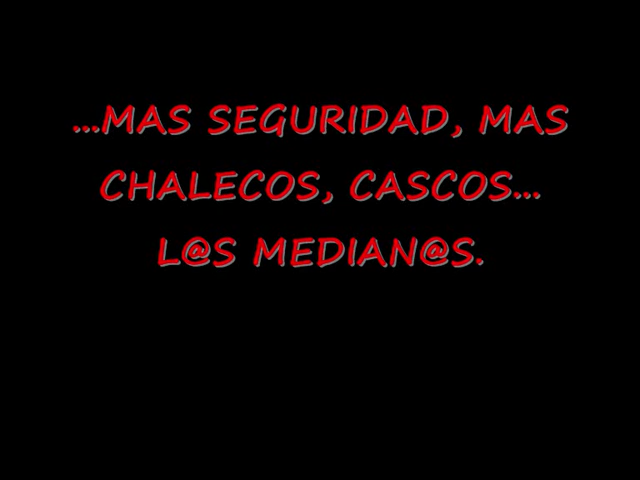 ...MAS SEGURIDAD, MAS
CHALECOS, CASCOS...
L@S MEDIAN@S.